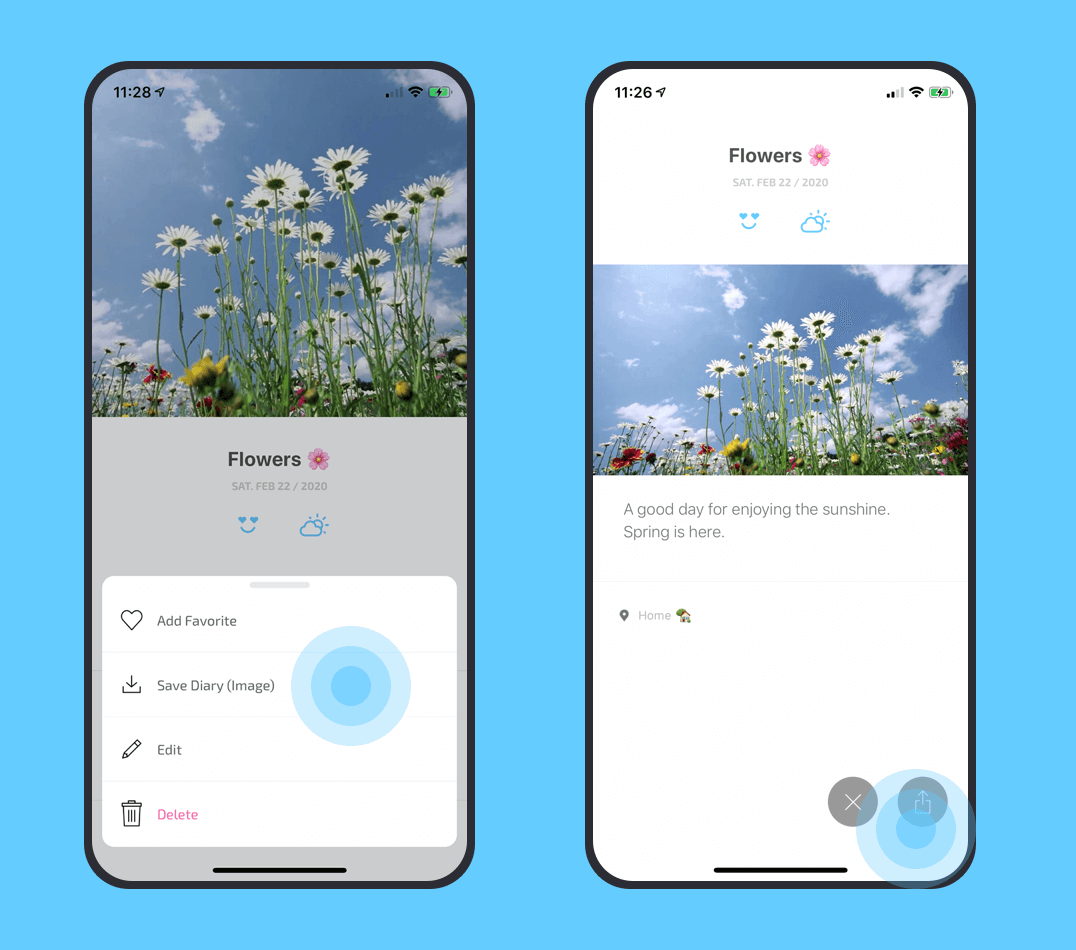 11:28
Flowers 🌸
SAT. FEB 22 / 2020
Add Favorite
Save Diary (Image)
Edit
Delete
11:26
Flowers 🌸
SAT. FEB 22 / 2020
A good day for enjoying the sunshine.
Spring is here.
Home 🏡